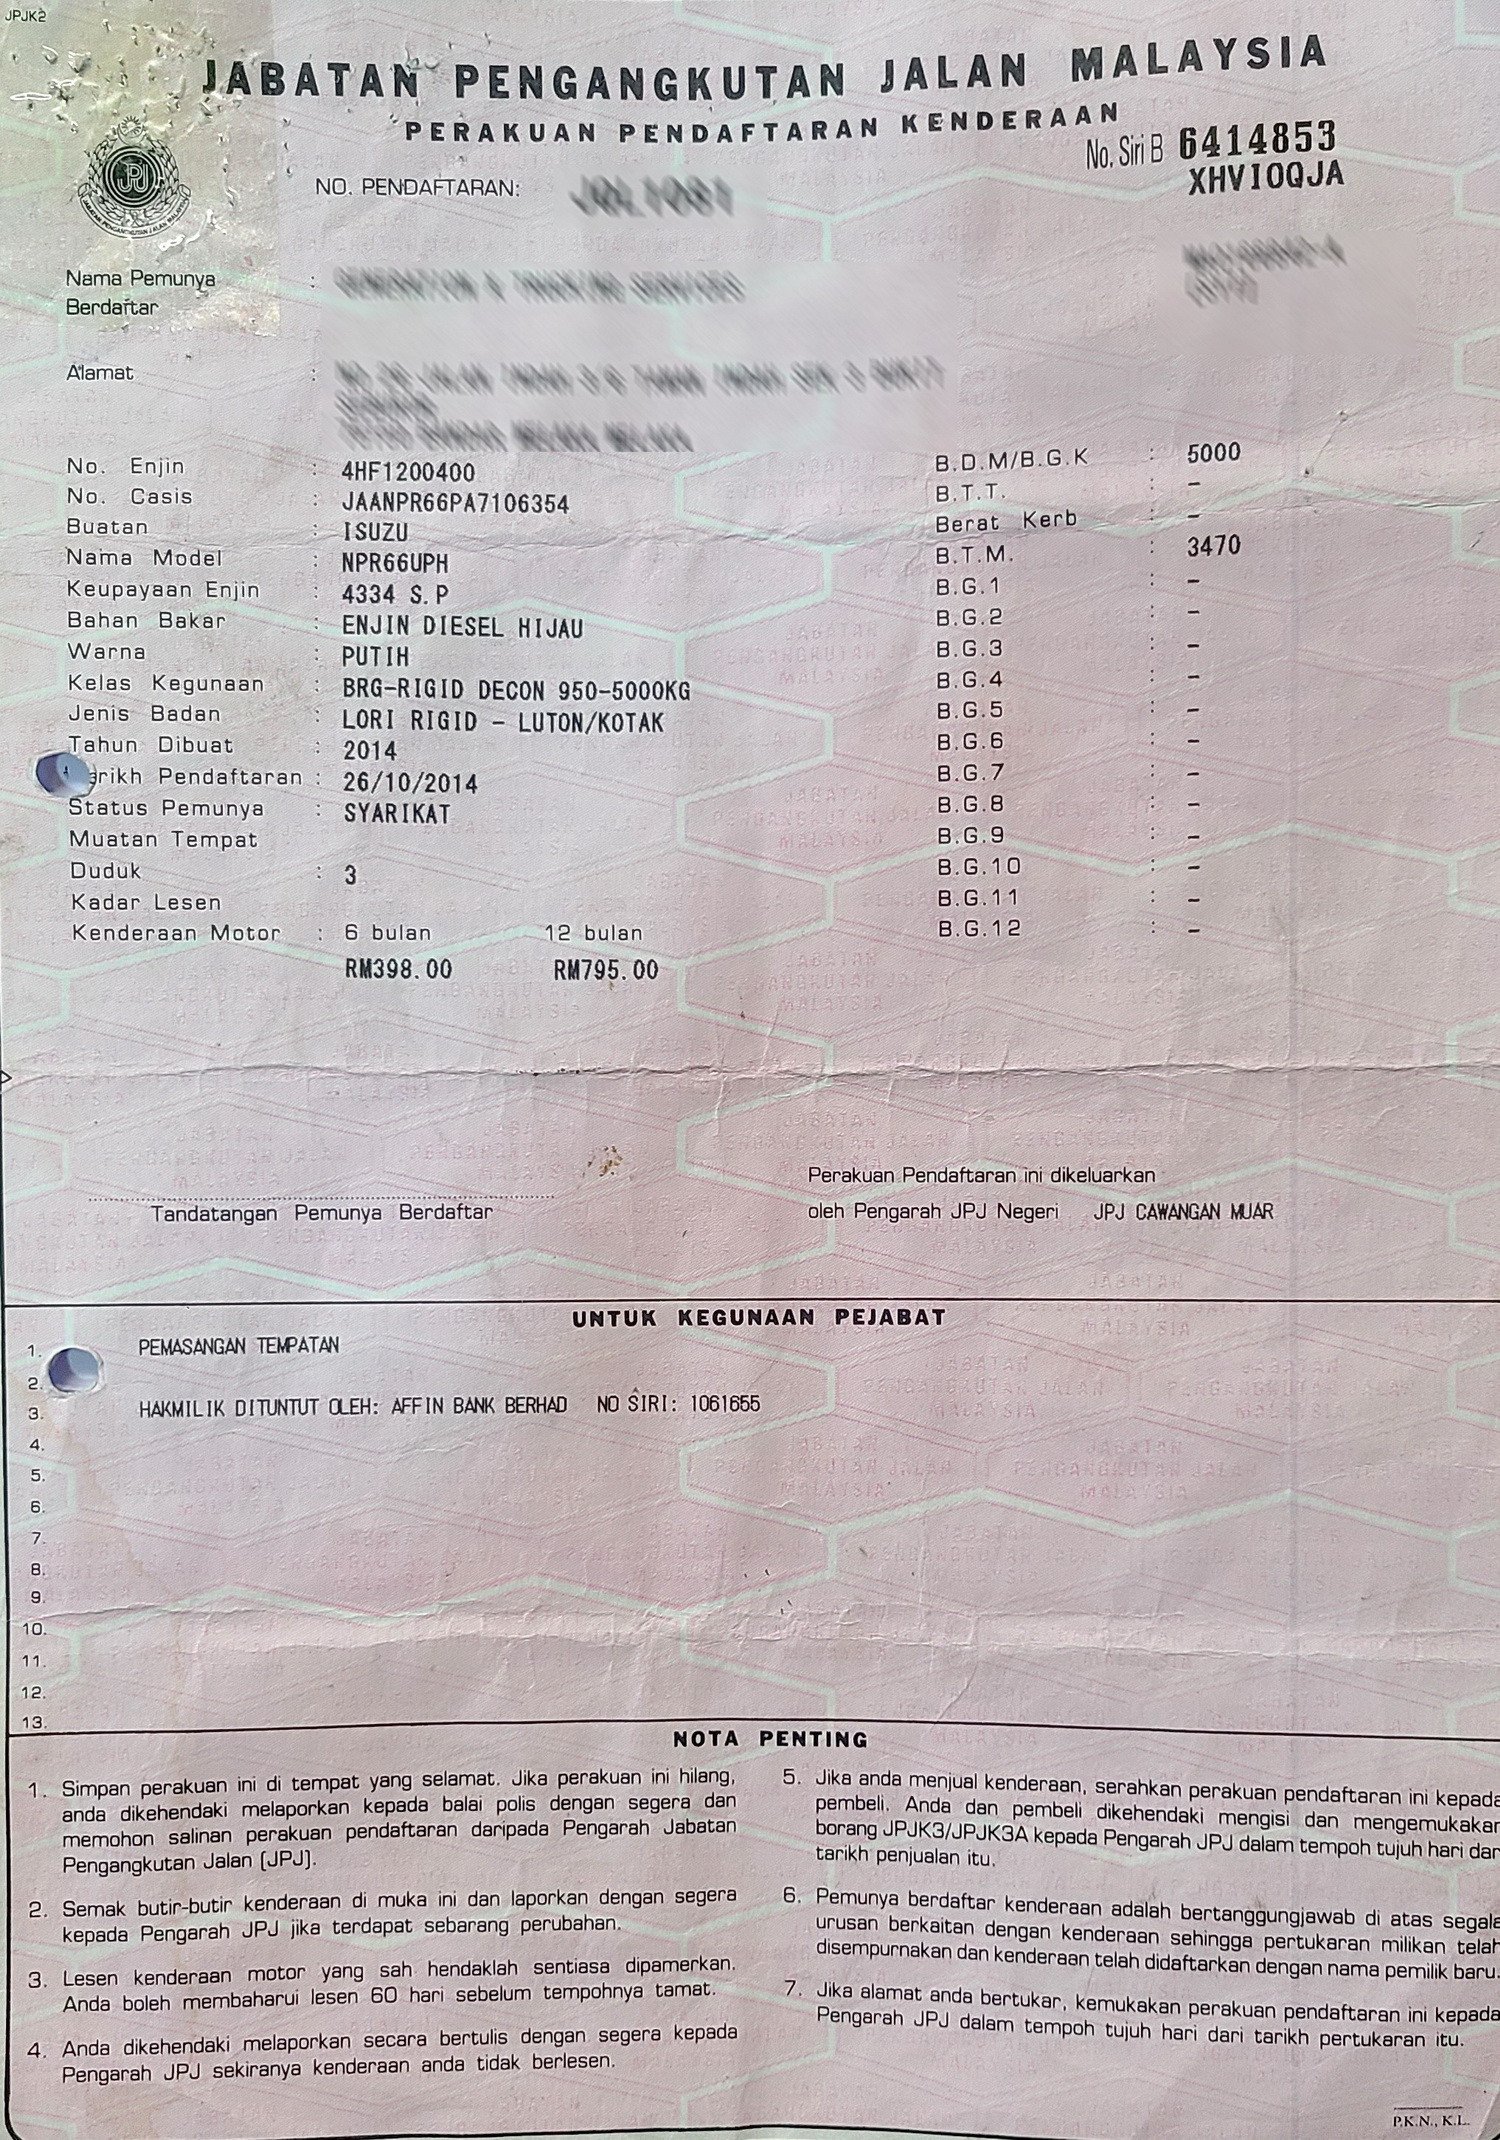 JPJK2
JABATAN PENGANGKUTAN JALAN MALAYSIA
PERAKUAN PENDAFTARAN KENDERAAN
No. Siri B 6414853
XHVIOQJA
NO. PENDAFTARAN:
JPJ
JABATAN PENGANGKUTAN JALAN MALAYSIA
Nama Pemunya :
Berdaftar
Alamat :
No. Enjin : 4HF1200400
No. Casis : JAANPR66PA7106354
Buatan : ISUZU
Nama Model : NPR66UPH
Keupayaan Enjin : 4334 S.P
Bahan Bakar : ENJIN DIESEL HIJAU
Warna : PUTIH
Kelas Kegunaan : BRG-RIGID DECON 950-5000KG
Jenis Badan : LORI RIGID - LUTON/KOTAK
Tahun Dibuat : 2014
arikh Pendaftaran : 26/10/2014
Status Pemunya : SYARIKAT
Muatan Tempat
Duduk : 3
Kadar Lesen
Kenderaan Motor : 6 bulan 12 bulan
RM398.00 RM795.00
B.D.M/B.G.K : 5000
B.T.T. : -
Berat Kerb : -
B.T.M. : 3470
B.G.1 : -
B.G.2 : -
B.G.3 : -
B.G.4 : -
B.G.5 : -
B.G.6 : -
B.G.7 : -
B.G.8 : -
B.G.9 : -
B.G.10 : -
B.G.11 : -
B.G.12 : -
Tandatangan Pemunya Berdaftar
Perakuan Pendaftaran ini dikeluarkan
oleh Pengarah JPJ Negeri JPJ CAWANGAN MUAR
UNTUK KEGUNAAN PEJABAT
1. PEMASANGAN TEMPATAN
2.
3. HAKMILIK DITUNTUT OLEH: AFFIN BANK BERHAD NO SIRI: 1061655
4.
5.
6.
7.
8.
9.
10.
11.
12.
13.
NOTA PENTING
1. Simpan perakuan ini di tempat yang selamat. Jika perakuan ini hilang,
anda dikehendaki melaporkan kepada balai polis dengan segera dan
memohon salinan perakuan pendaftaran daripada Pengarah Jabatan
Pengangkutan Jalan (JPJ).
2. Semak butir-butir kenderaan di muka ini dan laporkan dengan segera
kepada Pengarah JPJ jika terdapat sebarang perubahan.
3. Lesen kenderaan motor yang sah hendaklah sentiasa dipamerkan.
Anda boleh membaharui lesen 60 hari sebelum tempohnya tamat.
4. Anda dikehendaki melaporkan secara bertulis dengan segera kepada
Pengarah JPJ sekiranya kenderaan anda tidak berlesen.
5. Jika anda menjual kenderaan, serahkan perakuan pendaftaran ini kepada
pembeli. Anda dan pembeli dikehendaki mengisi dan mengemukakan
borang JPJK3/JPJK3A kepada Pengarah JPJ dalam tempoh tujuh hari dari
tarikh penjualan itu.
6. Pemunya berdaftar kenderaan adalah bertanggungjawab di atas segala
urusan berkaitan dengan kenderaan sehingga pertukaran milikan telah
disempurnakan dan kenderaan telah didaftarkan dengan nama pemilik baru.
7. Jika alamat anda bertukar, kemukakan perakuan pendaftaran ini kepada
Pengarah JPJ dalam tempoh tujuh hari dari tarikh pertukaran itu.
P.K.N., K.L.